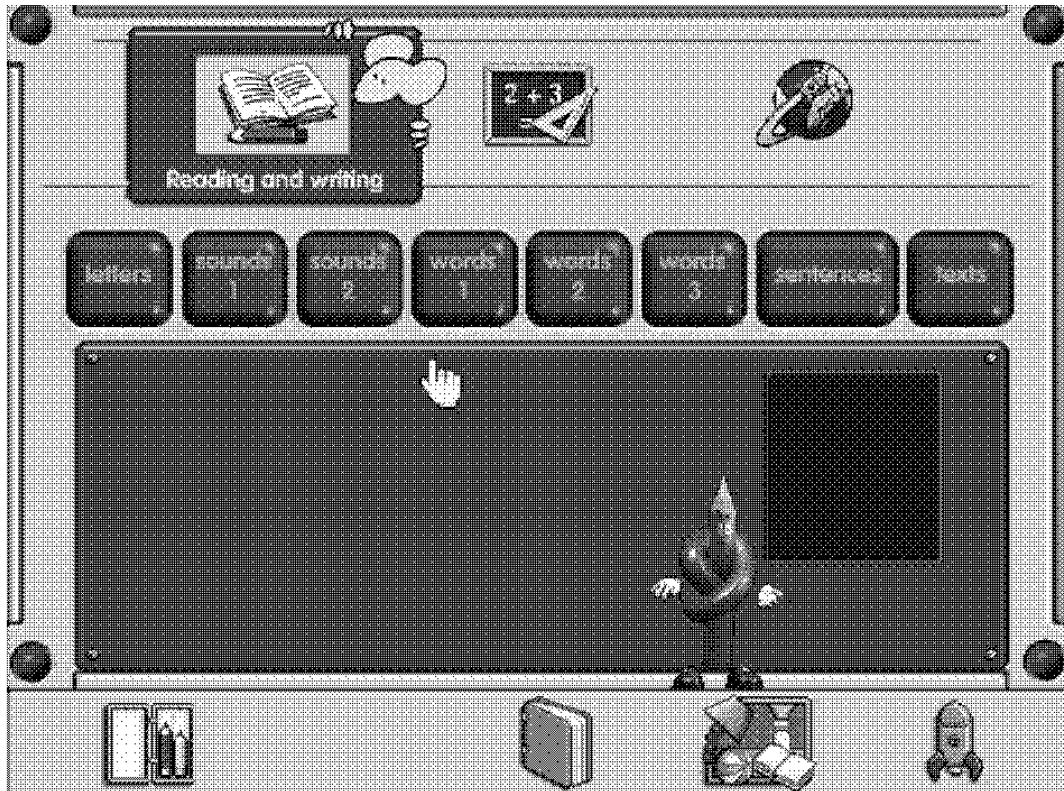 2 + 3
=
Reading and writing
letters
sounds
1
sounds
2
words
1
words
2
words
3
sentences
texts